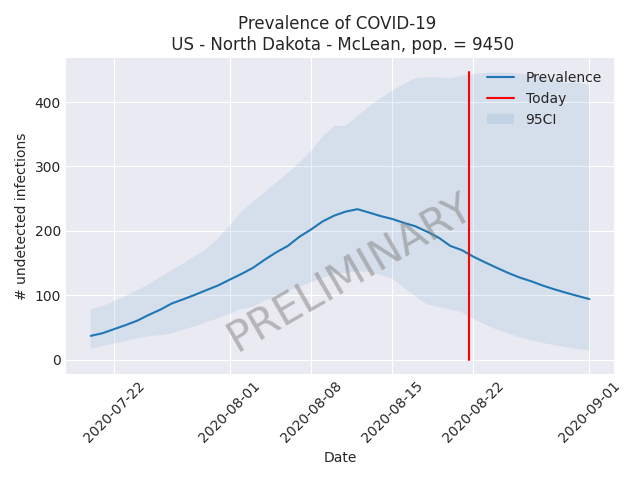 Prevalence of COVID-19
US - North Dakota - McLean, pop. = 9450
Prevalence
Today
95CI
# undetected infections
400
300
200
100
0
PRELIMINARY
2020-07-22
2020-08-01
2020-08-08
2020-08-15
2020-08-22
2020-09-01
Date